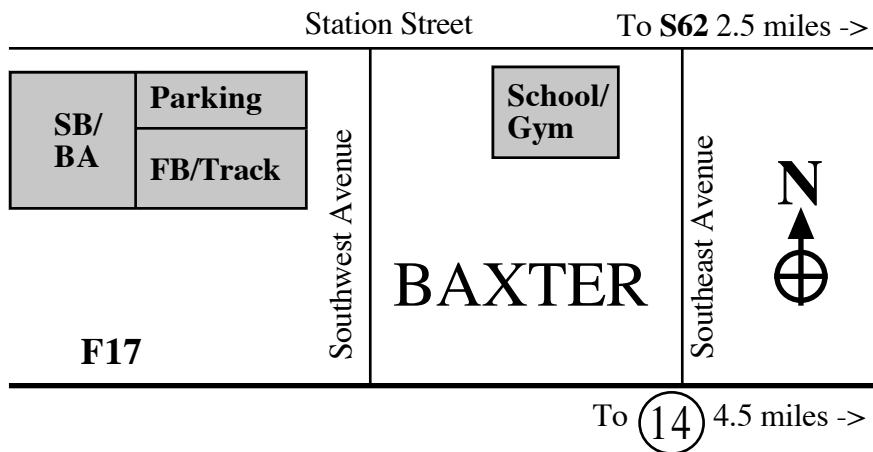 Station Street
To S62 2.5 miles ->
SB/
BA
Parking
FB/Track
Southwest Avenue
School/
Gym
Southeast Avenue
N
BAXTER
F17
To 14 4.5 miles ->